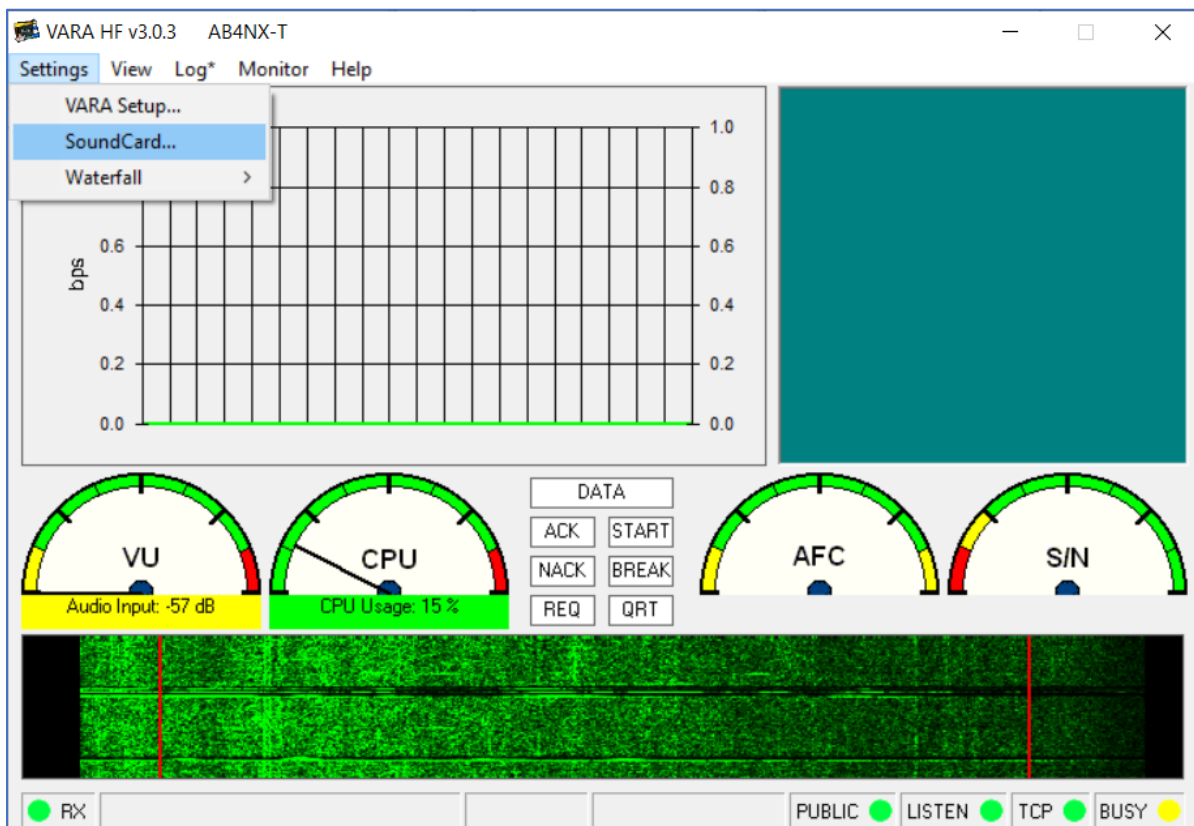 VARA HF v3.0.3 AB4NX-T
Settings View Log* Monitor Help
VARA Setup...
SoundCard...
Waterfall
1.0
0.8
0.6 0.6
bps
0.4 0.4
0.2 0.2
0.0 0.0
VU CPU AFC S/N
Audio Input: -57 dB CPU Usage: 15 %
DATA
ACK START
NACK BREAK
REQ QRT
RX PUBLIC LISTEN TCP BUSY